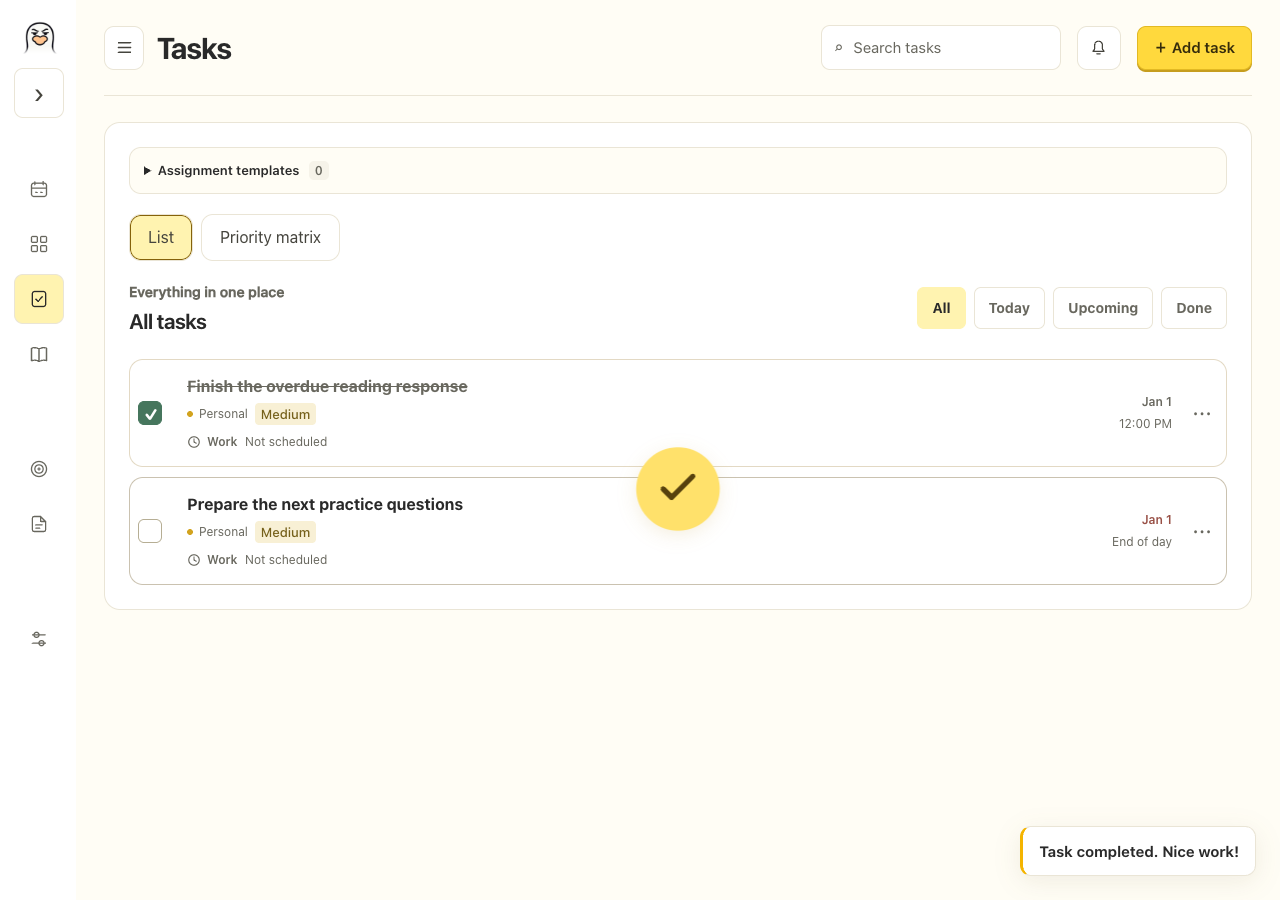 Tasks
Search tasks
+ Add task
Assignment templates 0
List
Priority matrix
Everything in one place
All tasks
All
Today
Upcoming
Done
Finish the overdue reading response
Personal Medium
Work Not scheduled
Jan 1
12:00 PM
Prepare the next practice questions
Personal Medium
Work Not scheduled
Jan 1
End of day
Task completed. Nice work!